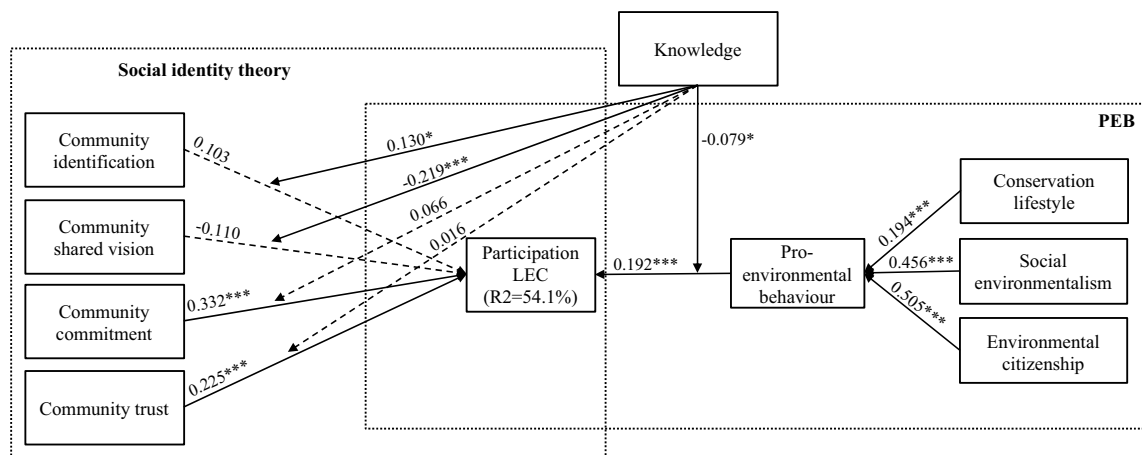 Knowledge
Social identity theory
PEB
Community
identification
0.103
0.130*
-0.079*
-0.219***
Conservation
lifestyle
Community
shared vision
-0.110
0.066
0.016
0.194***
Participation
LEC
(R2=54.1%)
0.192***
Pro-
environmental
behaviour
0.456***
Social
environmentalism
Community
commitment
0.332***
0.505***
Environmental
citizenship
Community trust
0.225***